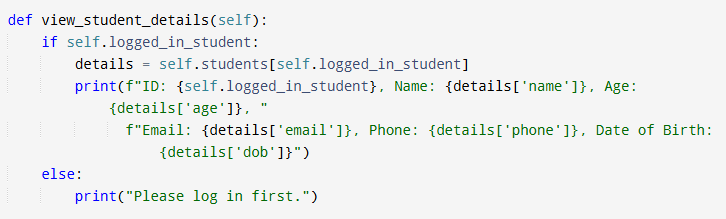 def view_student_details(self):
    if self.logged_in_student:
        details = self.students[self.logged_in_student]
        print(f"ID: {self.logged_in_student}, Name: {details['name']}, Age:
            {details['age']}, "
              f"Email: {details['email']}, Phone: {details['phone']}, Date of Birth:
                  {details['dob']}")
    else:
        print("Please log in first.")